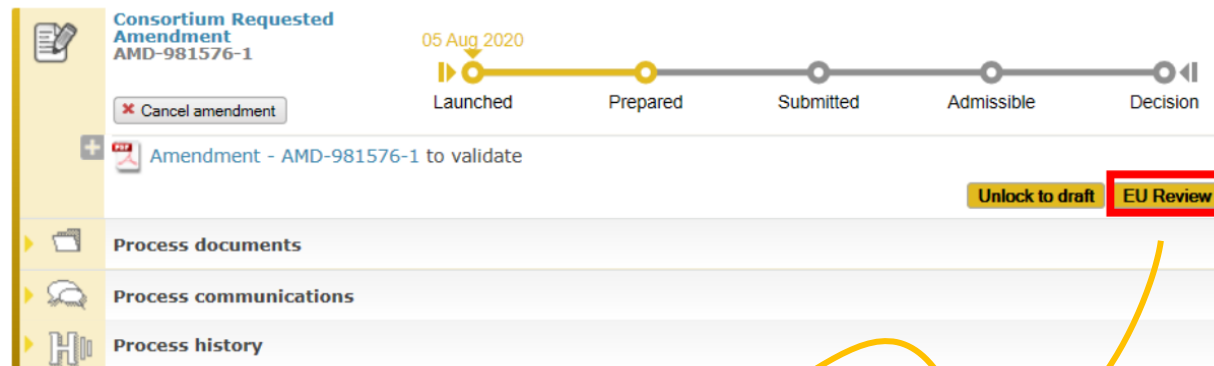 Consortium Requested
Amendment
AMD-981576-1
05 Aug 2020
Launched Prepared Submitted Admissible Decision
Cancel amendment
Amendment - AMD-981576-1 to validate
Unlock to draft EU Review
Process documents
Process communications
Process history